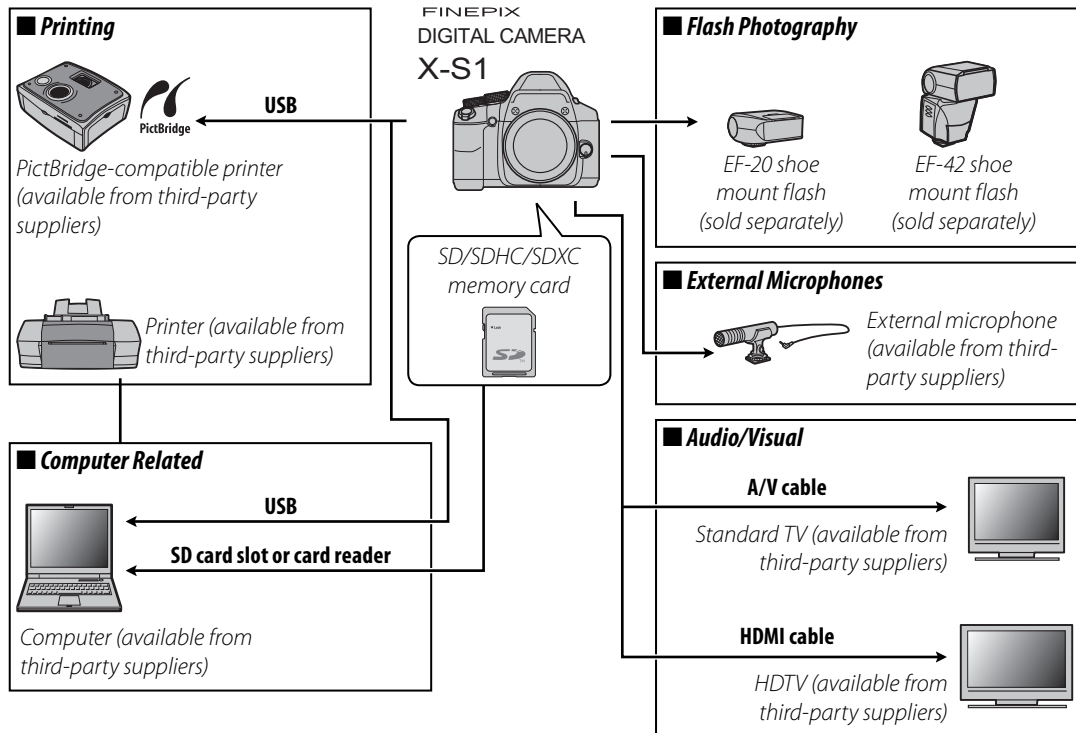 ■ Printing
PictBridge
USB
PictBridge-compatible printer
(available from third-party
suppliers)
Printer (available from
third-party suppliers)
FINEPIX
DIGITAL CAMERA
X-S1
SD/SDHC/SDXC
memory card
Lock
SD
■ Flash Photography
EF-20 shoe
mount flash
(sold separately)
EF-42 shoe
mount flash
(sold separately)
■ External Microphones
External microphone
(available from third-
party suppliers)
■ Computer Related
USB
SD card slot or card reader
Computer (available from
third-party suppliers)
■ Audio/Visual
A/V cable
Standard TV (available from
third-party suppliers)
HDMI cable
HDTV (available from
third-party suppliers)